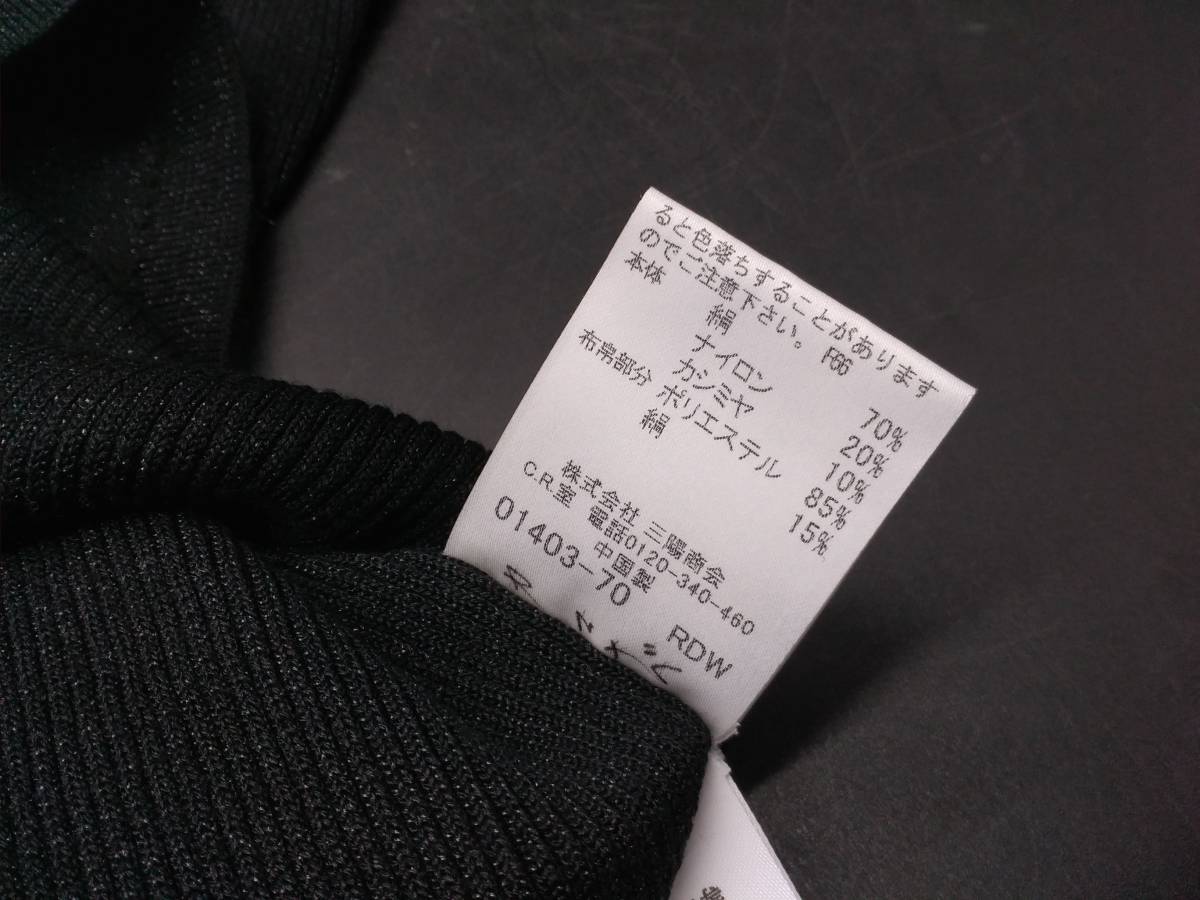 ると色落ちすることがあります
のでご注意下さい。 F66
本体 絹 70%
ナイロン 20%
カシミヤ 10%
布帛部分 ポリエステル 85%
絹 15%
株式会社 三陽商会
C.R.室 電話0120-340-460
中国製
01403-70 RDW